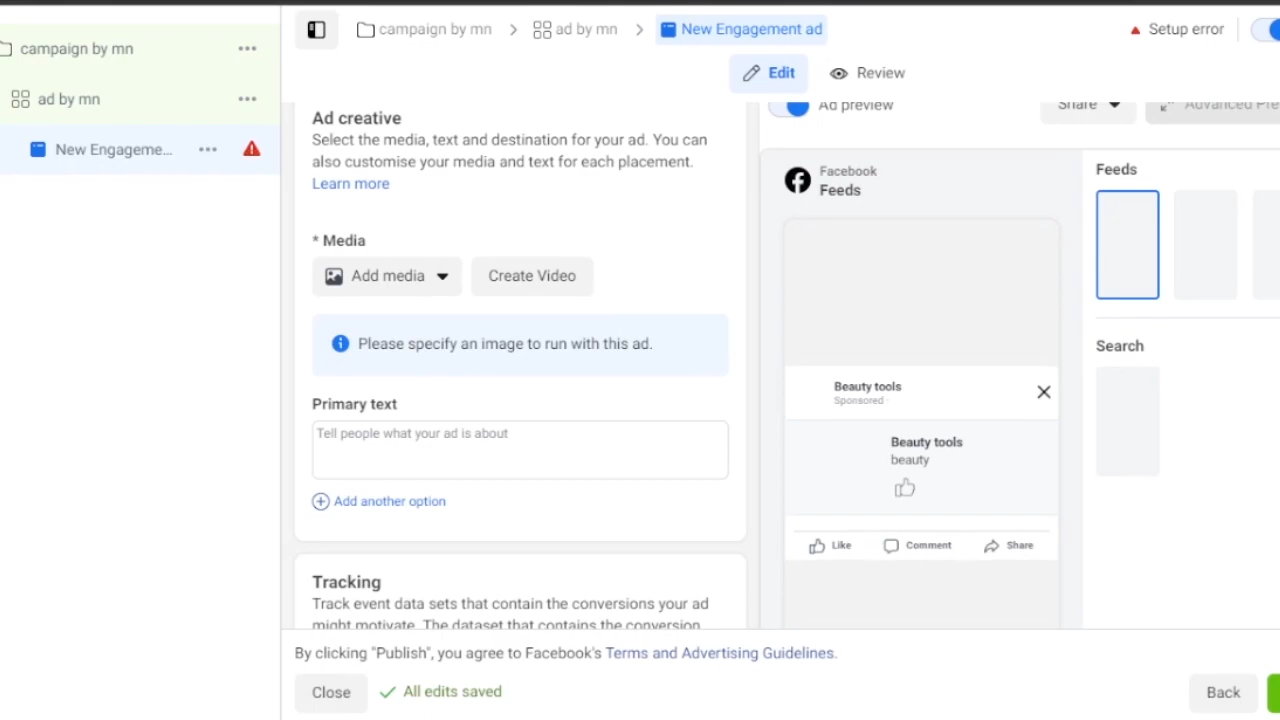 campaign by mn
ad by mn
New Engageme...
campaign by mn
ad by mn
New Engagement ad
Setup error
Edit
Review
Ad creative
Select the media, text and destination for your ad. You can
also customise your media and text for each placement.
Learn more
* Media
Add media
Create Video
Please specify an image to run with this ad.
Primary text
Tell people what your ad is about
Add another option
Tracking
Track event data sets that contain the conversions your ad
might motivate. The dataset that contains the conversion
Ad preview
Share
Advanced Pre
Facebook
Feeds
Beauty tools
Sponsored
Beauty tools
beauty
Like
Comment
Share
Feeds
Search
By clicking "Publish", you agree to Facebook's Terms and Advertising Guidelines.
Close
All edits saved
Back